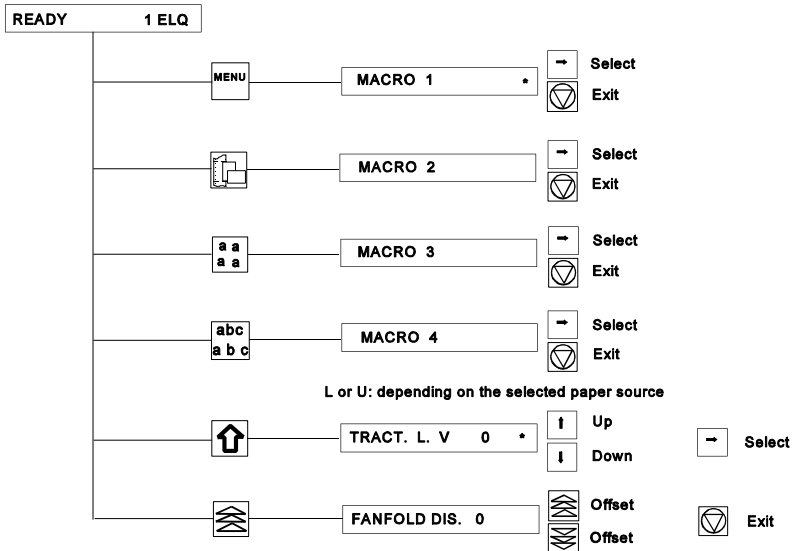 READY 1 ELQ
MENU
MACRO 1 *
Select
Exit
MACRO 2
Select
Exit
a a
a a
MACRO 3
Select
Exit
abc
a b c
MACRO 4
Select
Exit
L or U: depending on the selected paper source
TRACT. L. V 0 *
Up
Down
Select
FANFOLD DIS. 0
Offset
Offset
Exit